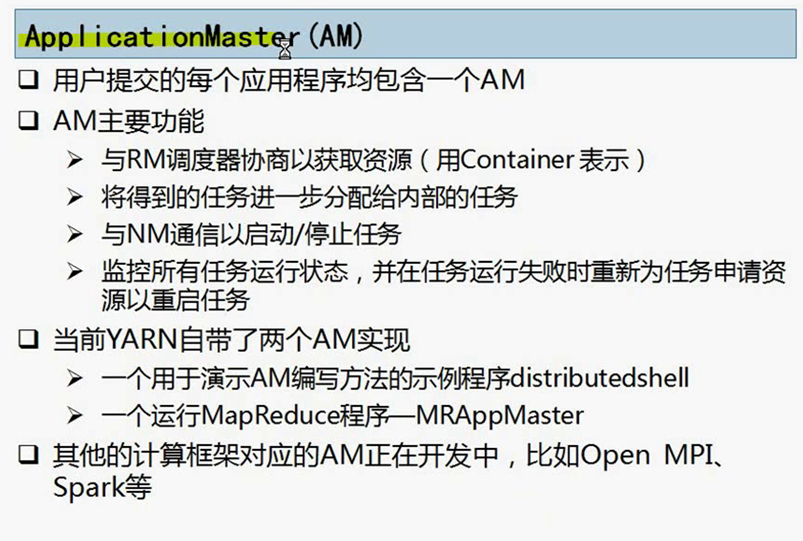 ApplicationMaster(AM)
用户提交的每个应用程序均包含一个AM
AM主要功能
与RM调度器协商以获取资源（用Container 表示）
将得到的任务进一步分配给内部的任务
与NM通信以启动/停止任务
监控所有任务运行状态，并在任务运行失败时重新为任务申请资
源以重启任务
当前YARN自带了两个AM实现
一个用于演示AM编写方法的示例程序distributedshell
一个运行MapReduce程序—MRAppMaster
其他的计算框架对应的AM正在开发中，比如Open MPI、
Spark等